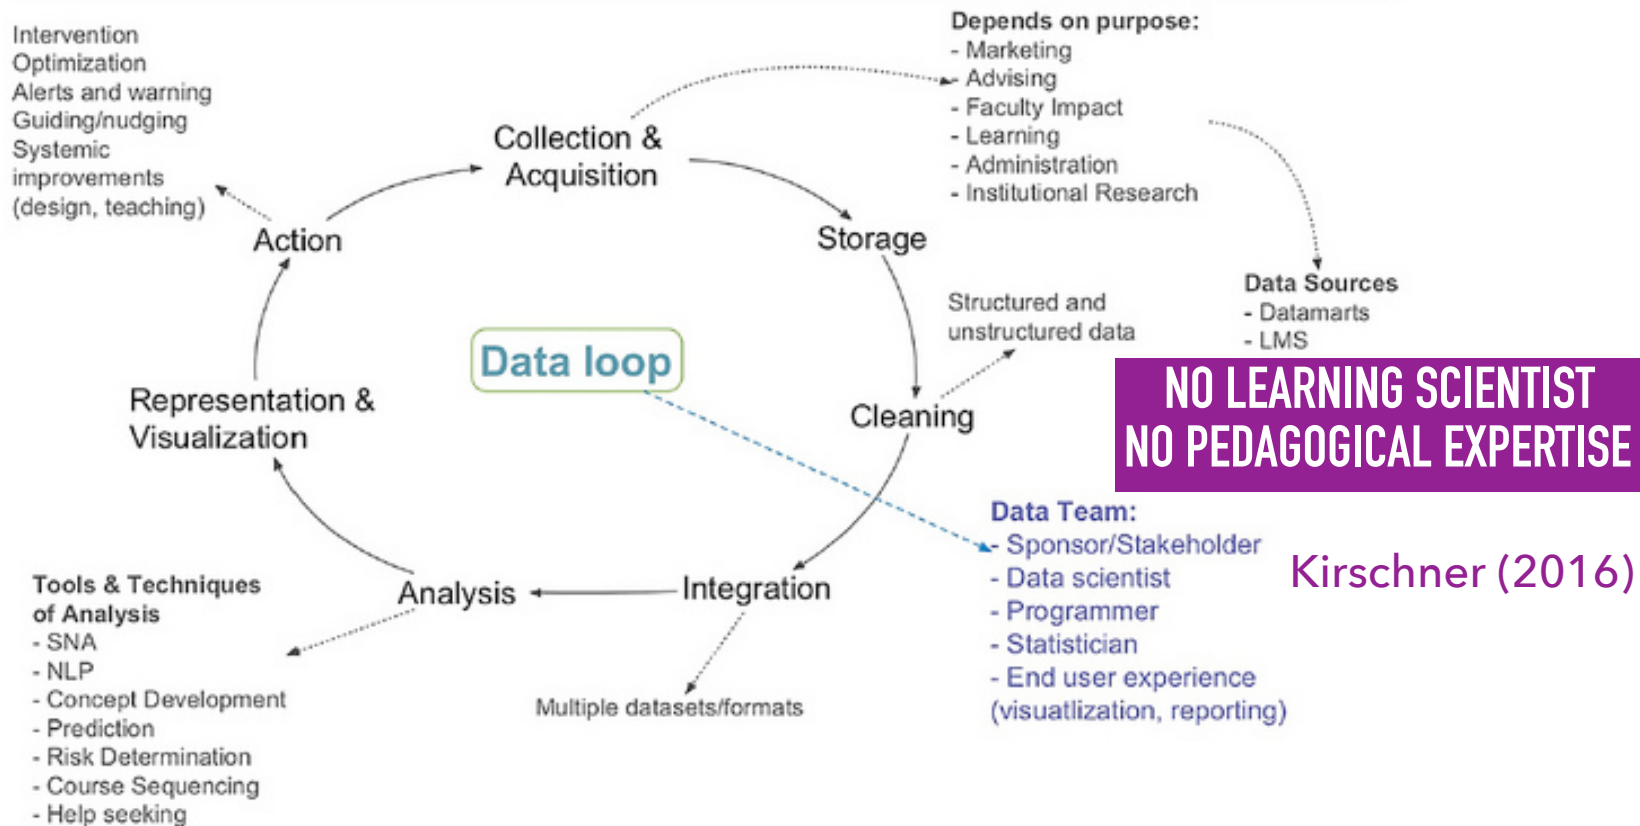 Intervention
Optimization
Alerts and warning
Guiding/nudging
Systemic
improvements
(design, teaching)
Collection &
Acquisition
Depends on purpose:
- Marketing
- Advising
- Faculty Impact
- Learning
- Administration
- Institutional Research
Action
Storage
Structured and
unstructured data
Data Sources
- Datamarts
- LMS
Data loop
NO LEARNING SCIENTIST
NO PEDAGOGICAL EXPERTISE
Representation &
Visualization
Cleaning
Data Team:
- Sponsor/Stakeholder
- Data scientist
- Programmer
- Statistician
- End user experience
(visuatlization, reporting)
Kirschner (2016)
Analysis
Integration
Tools & Techniques
of Analysis
- SNA
- NLP
- Concept Development
- Prediction
- Risk Determination
- Course Sequencing
- Help seeking
Multiple datasets/formats